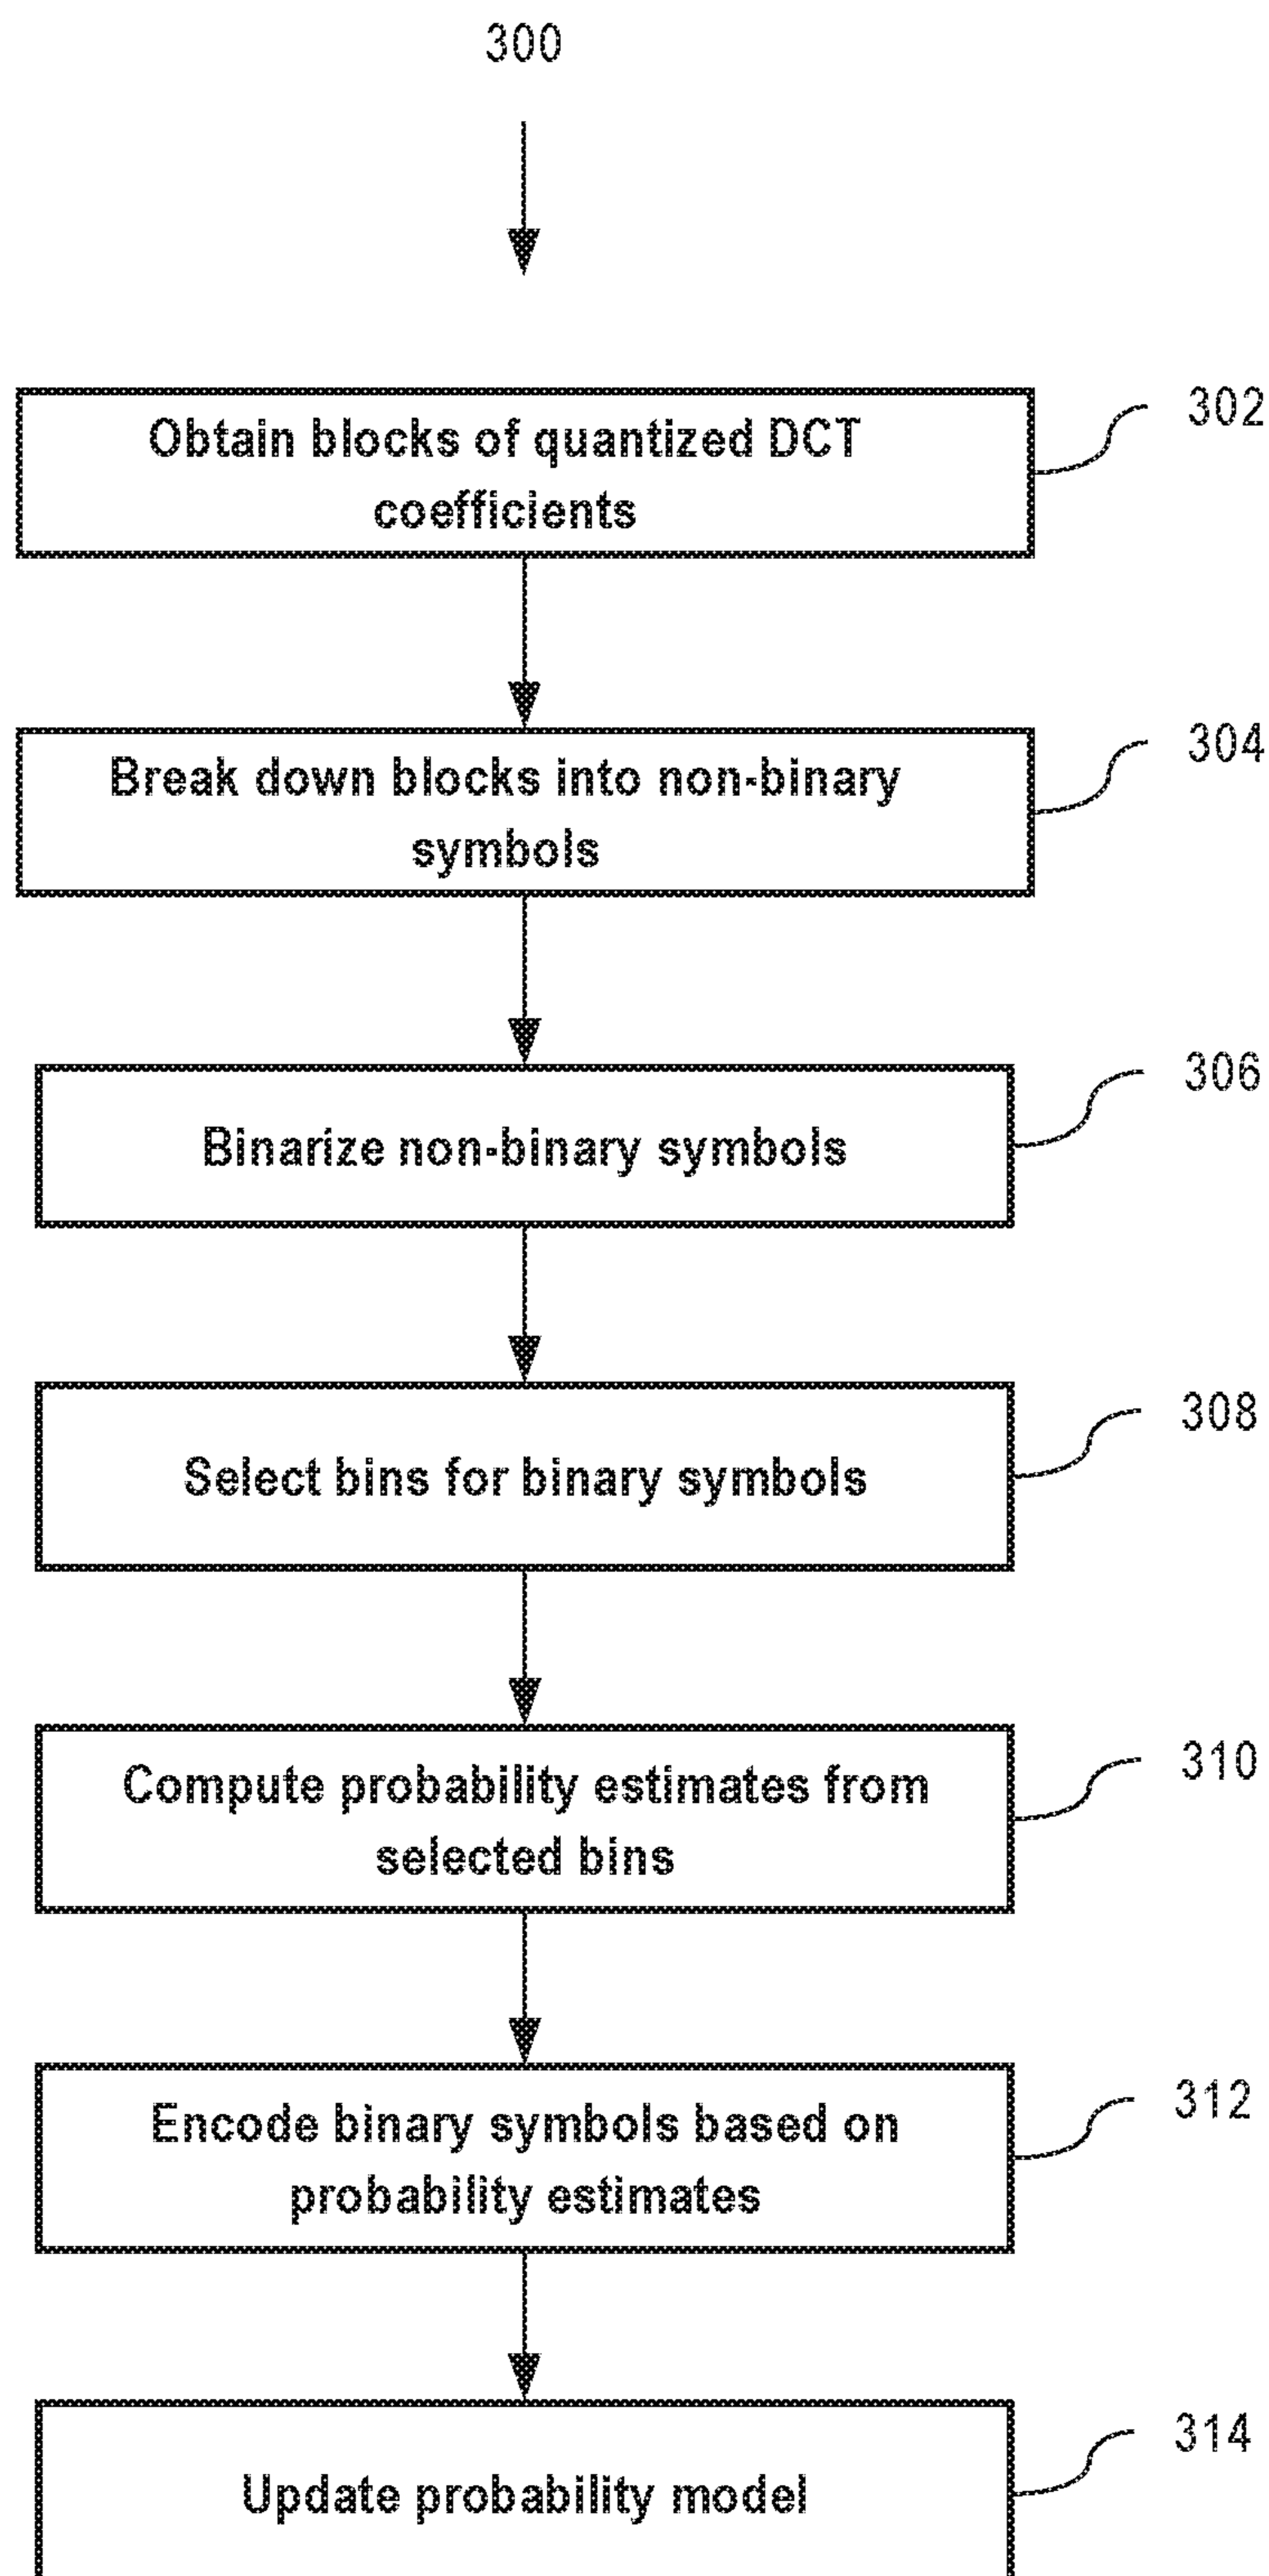 300
Obtain blocks of quantized DCT
coefficients
302
Break down blocks into non-binary
symbols
304
Binarize non-binary symbols
306
Select bins for binary symbols
308
Compute probability estimates from
selected bins
310
Encode binary symbols based on
probability estimates
312
Update probability model
314